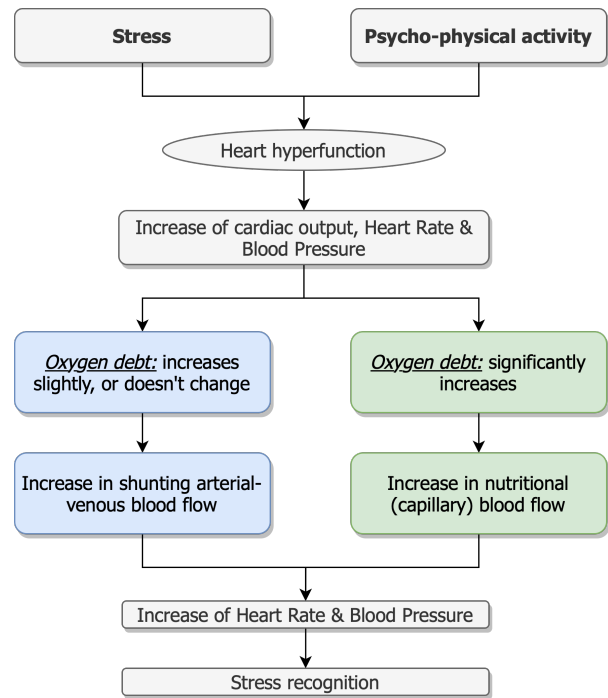 Stress
Psycho-physical activity
Heart hyperfunction
Increase of cardiac output, Heart Rate &
Blood Pressure
Oxygen debt: increases
slightly, or doesn't change
Oxygen debt: significantly
increases
Increase in shunting arterial-
venous blood flow
Increase in nutritional
(capillary) blood flow
Increase of Heart Rate & Blood Pressure
Stress recognition